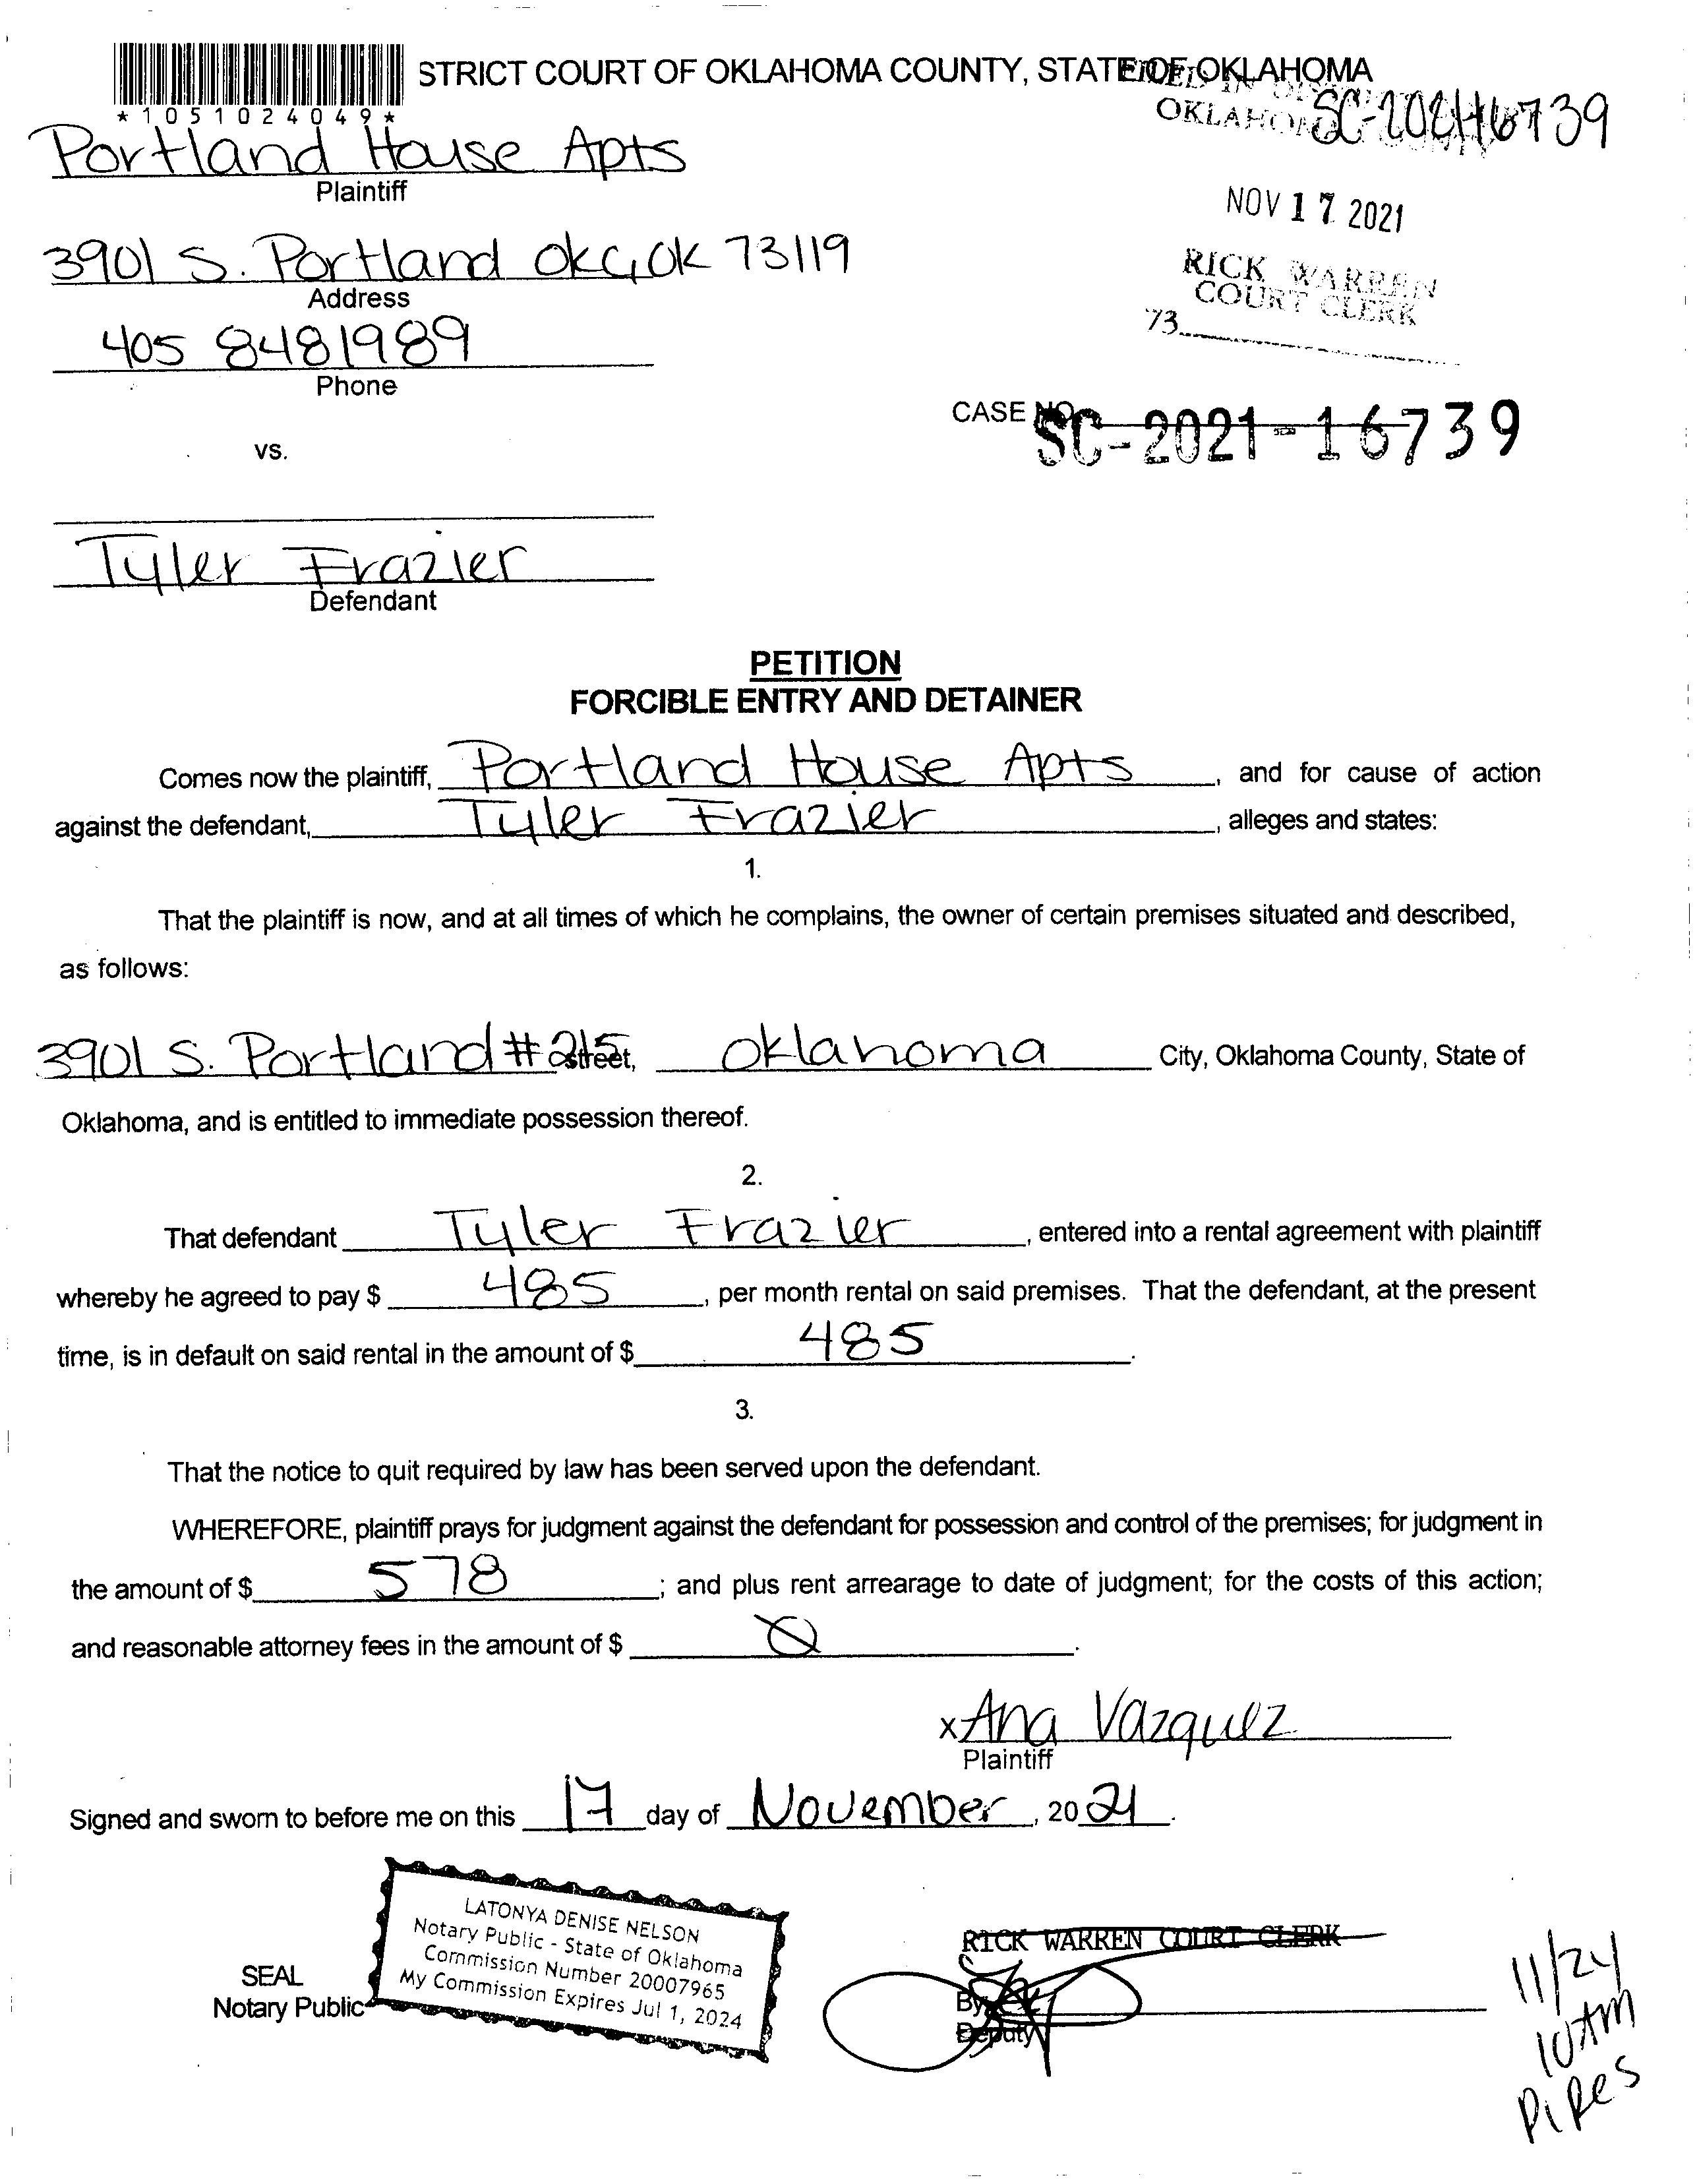 STRICT COURT OF OKLAHOMA COUNTY, STATE OF OKLAHOMA
*1051024049*
FILED IN
OKLAHOMA COUNTY
SC-2021-16739
Portland House Apts
Plaintiff
NOV 17 2021
3901 S. Portland OKC, OK 73119
Address
RICK WARREN
COURT CLERK
73
405 8481989
Phone
CASE NO.
SC-2021-16739
vs.
Tyler Frazier
Defendant
PETITION
FORCIBLE ENTRY AND DETAINER
Comes now the plaintiff, Portland House Apts, and for cause of action
against the defendant, Tyler Frazier, alleges and states:
1.
That the plaintiff is now, and at all times of which he complains, the owner of certain premises situated and described,
as follows:
3901 S. Portland #215 street, Oklahoma City, Oklahoma County, State of
Oklahoma, and is entitled to immediate possession thereof.
2.
That defendant Tyler Frazier, entered into a rental agreement with plaintiff
whereby he agreed to pay $ 485, per month rental on said premises. That the defendant, at the present
time, is in default on said rental in the amount of $ 485.
3.
That the notice to quit required by law has been served upon the defendant.
WHEREFORE, plaintiff prays for judgment against the defendant for possession and control of the premises; for judgment in
the amount of $ 578; and plus rent arrearage to date of judgment; for the costs of this action;
and reasonable attorney fees in the amount of $ 0.
x Ana Vazquez
Plaintiff
Signed and sworn to before me on this 17 day of November, 2021.
LATONYA DENISE NELSON
Notary Public - State of Oklahoma
Commission Number 20007965
My Commission Expires Jul 1, 2024
SEAL
Notary Public
RICK WARREN COURT CLERK
By
Deputy
11/24
10AM
Pipes